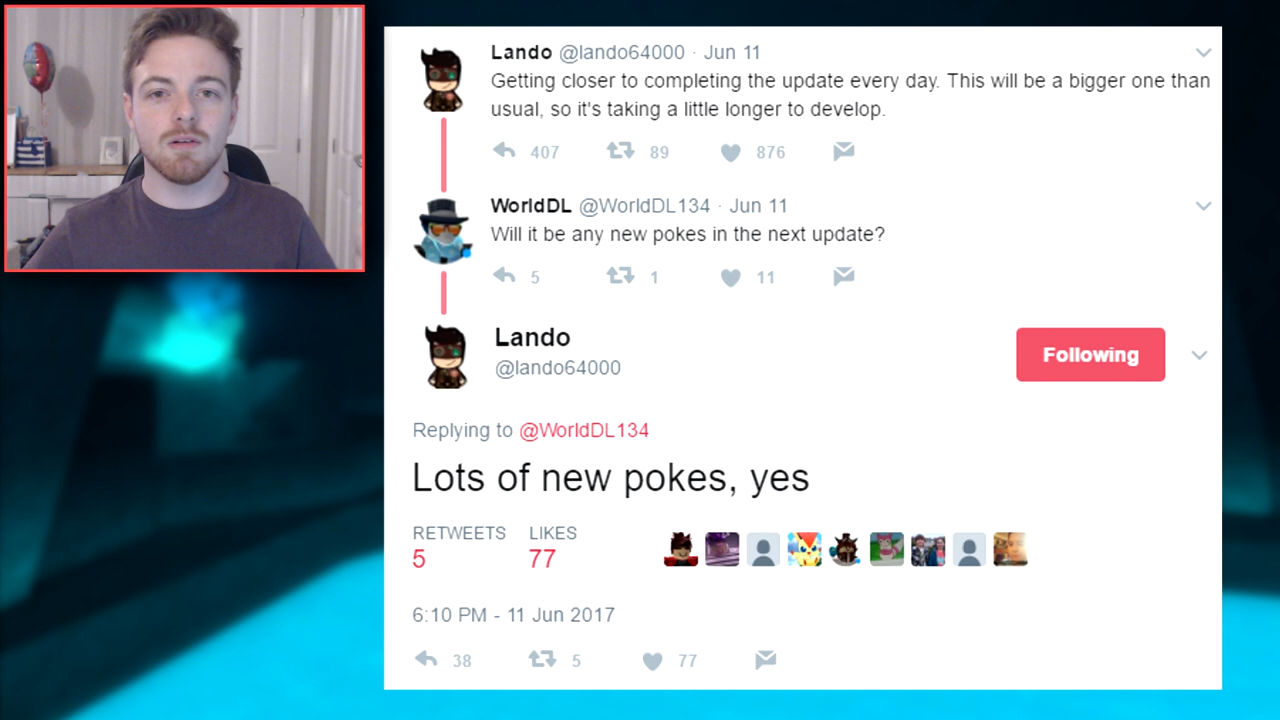 Lando @lando64000 · Jun 11
Getting closer to completing the update every day. This will be a bigger one than
usual, so it's taking a little longer to develop.
407 89 876
WorldDL @WorldDL134 · Jun 11
Will it be any new pokes in the next update?
5 1 11
Lando
@lando64000
Following
Replying to @WorldDL134
Lots of new pokes, yes
RETWEETS LIKES
5 77
6:10 PM - 11 Jun 2017
38 5 77